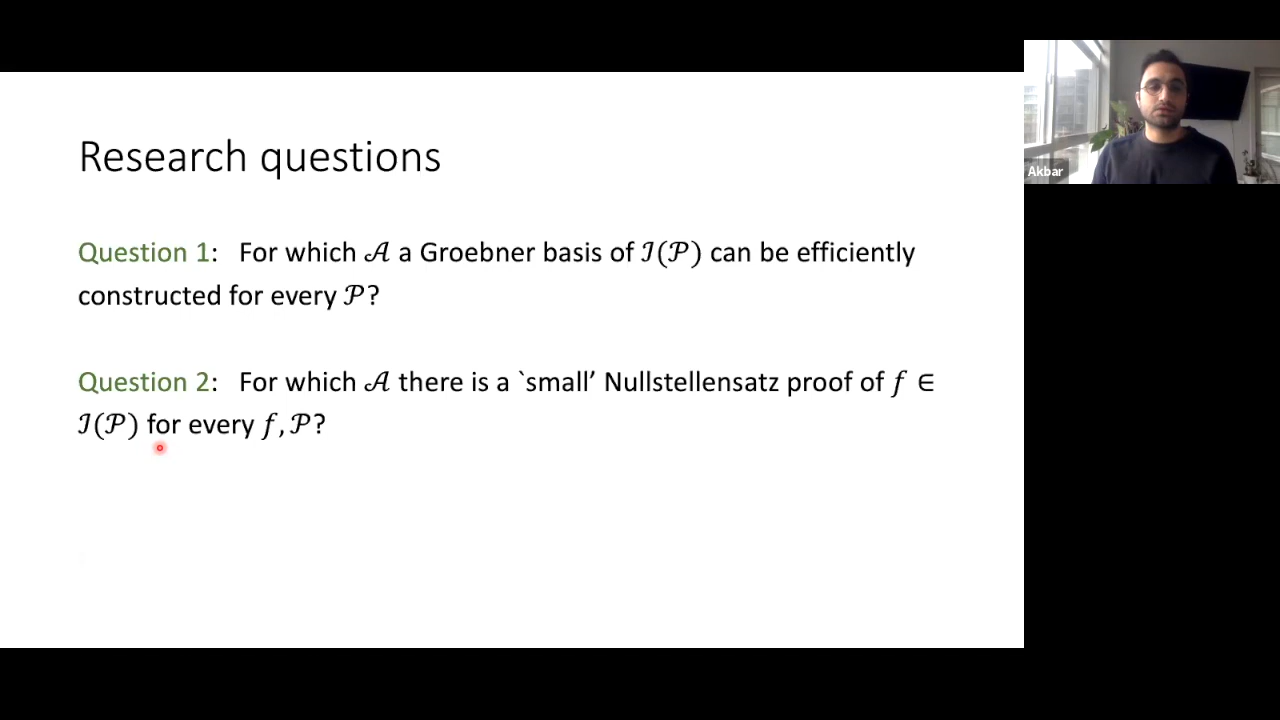 Research questions
Akbar
Question 1: For which 𝒜 a Groebner basis of ℐ(𝒫) can be efficiently
constructed for every 𝒫?
Question 2: For which 𝒜 there is a `small’ Nullstellensatz proof of 𝑓 ∈
ℐ(𝒫) for every 𝑓, 𝒫?